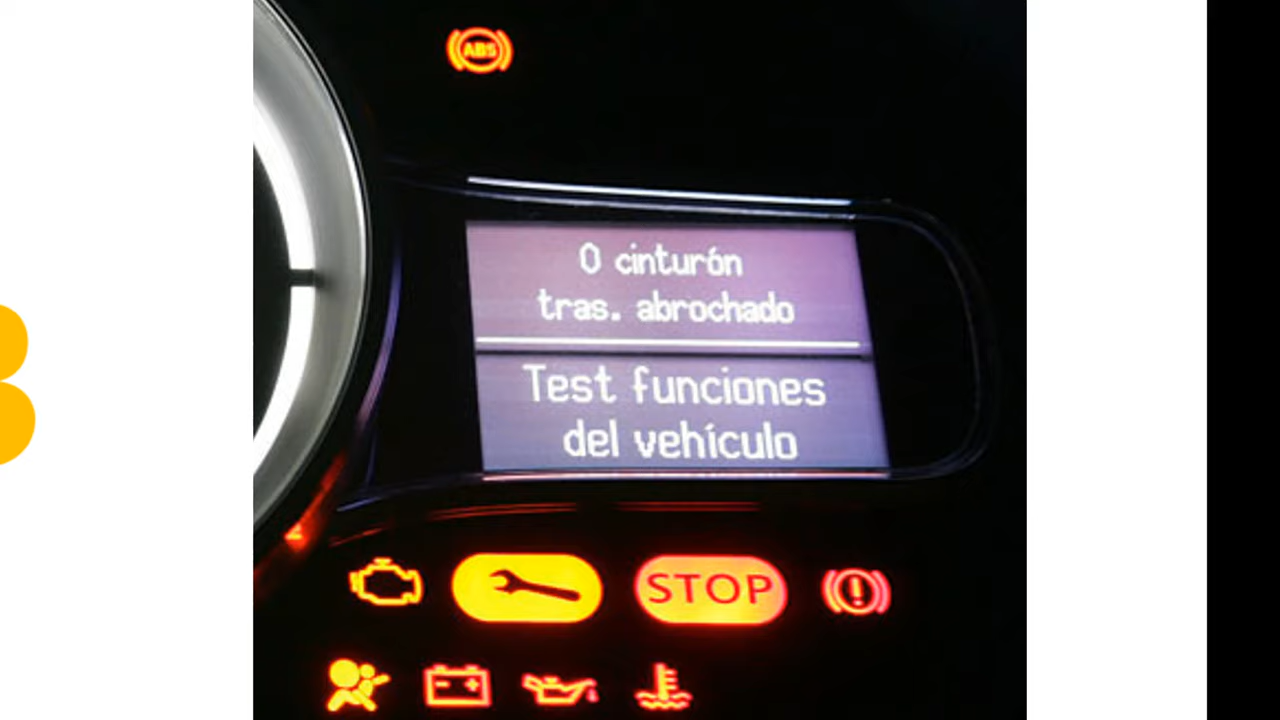 ABS
0 cinturón
tras. abrochado
Test funciones
del vehículo
STOP